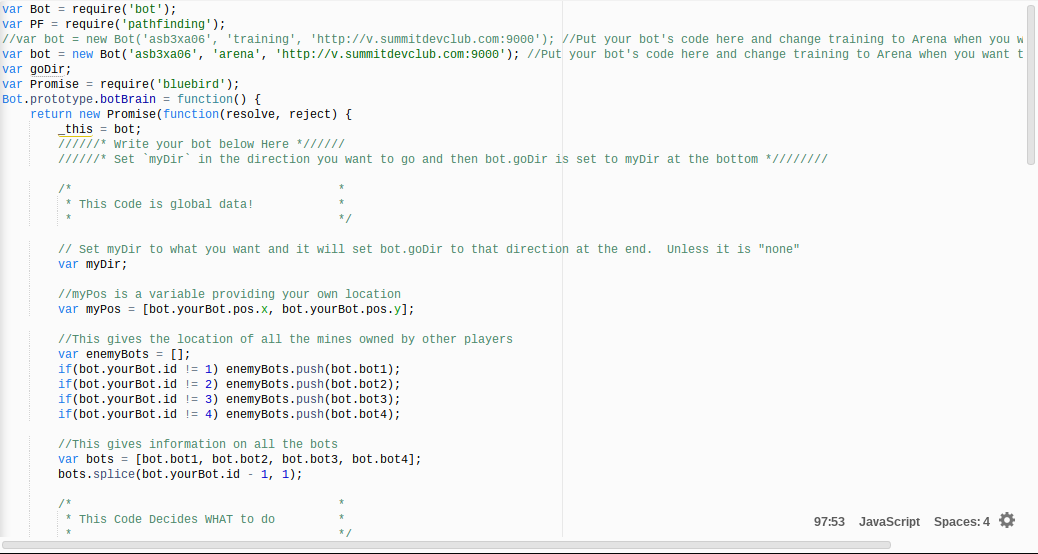 var Bot = require('bot');
var PF = require('pathfinding');
//var bot = new Bot('asb3xa06', 'training', 'http://v.summitdevclub.com:9000'); //Put your bot's code here and change training to Arena when you w
var bot = new Bot('asb3xa06', 'arena', 'http://v.summitdevclub.com:9000'); //Put your bot's code here and change training to Arena when you want t
var goDir;
var Promise = require('bluebird');
Bot.prototype.botBrain = function() {
    return new Promise(function(resolve, reject) {
        _this = bot;
        //////* Write your bot below Here *//////
        //////* Set `myDir` in the direction you want to go and then bot.goDir is set to myDir at the bottom *////////
        /*                                      *
         * This Code is global data!            *
         *                                      */
        // Set myDir to what you want and it will set bot.goDir to that direction at the end.  Unless it is "none"
        var myDir;
        //myPos is a variable providing your own location
        var myPos = [bot.yourBot.pos.x, bot.yourBot.pos.y];
        //This gives the location of all the mines owned by other players
        var enemyBots = [];
        if(bot.yourBot.id != 1) enemyBots.push(bot.bot1);
        if(bot.yourBot.id != 2) enemyBots.push(bot.bot2);
        if(bot.yourBot.id != 3) enemyBots.push(bot.bot3);
        if(bot.yourBot.id != 4) enemyBots.push(bot.bot4);
        //This gives information on all the bots
        var bots = [bot.bot1, bot.bot2, bot.bot3, bot.bot4];
        bots.splice(bot.yourBot.id - 1, 1);
        /*                                      *
         * This Code Decides WHAT to do         *
         *                                      */
97:53 JavaScript Spaces: 4